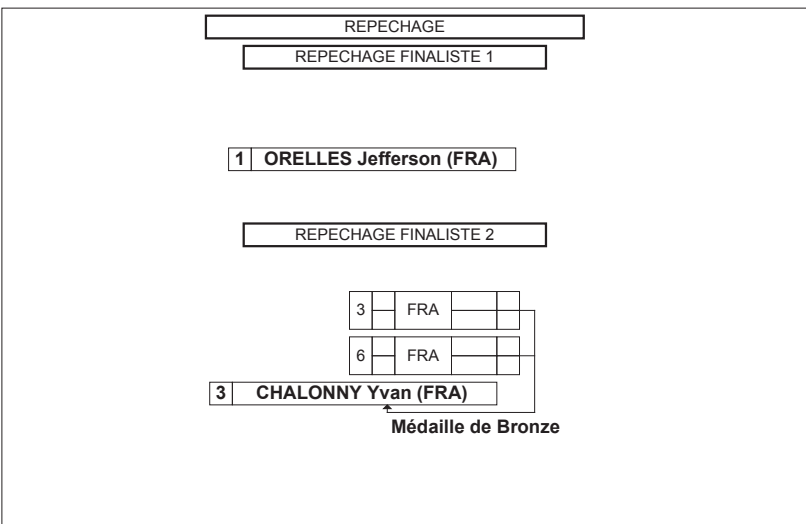 REPECHAGE
REPECHAGE FINALISTE 1
1 ORELLES Jefferson (FRA)
REPECHAGE FINALISTE 2
3 FRA
6 FRA
3 CHALONNY Yvan (FRA)
Médaille de Bronze